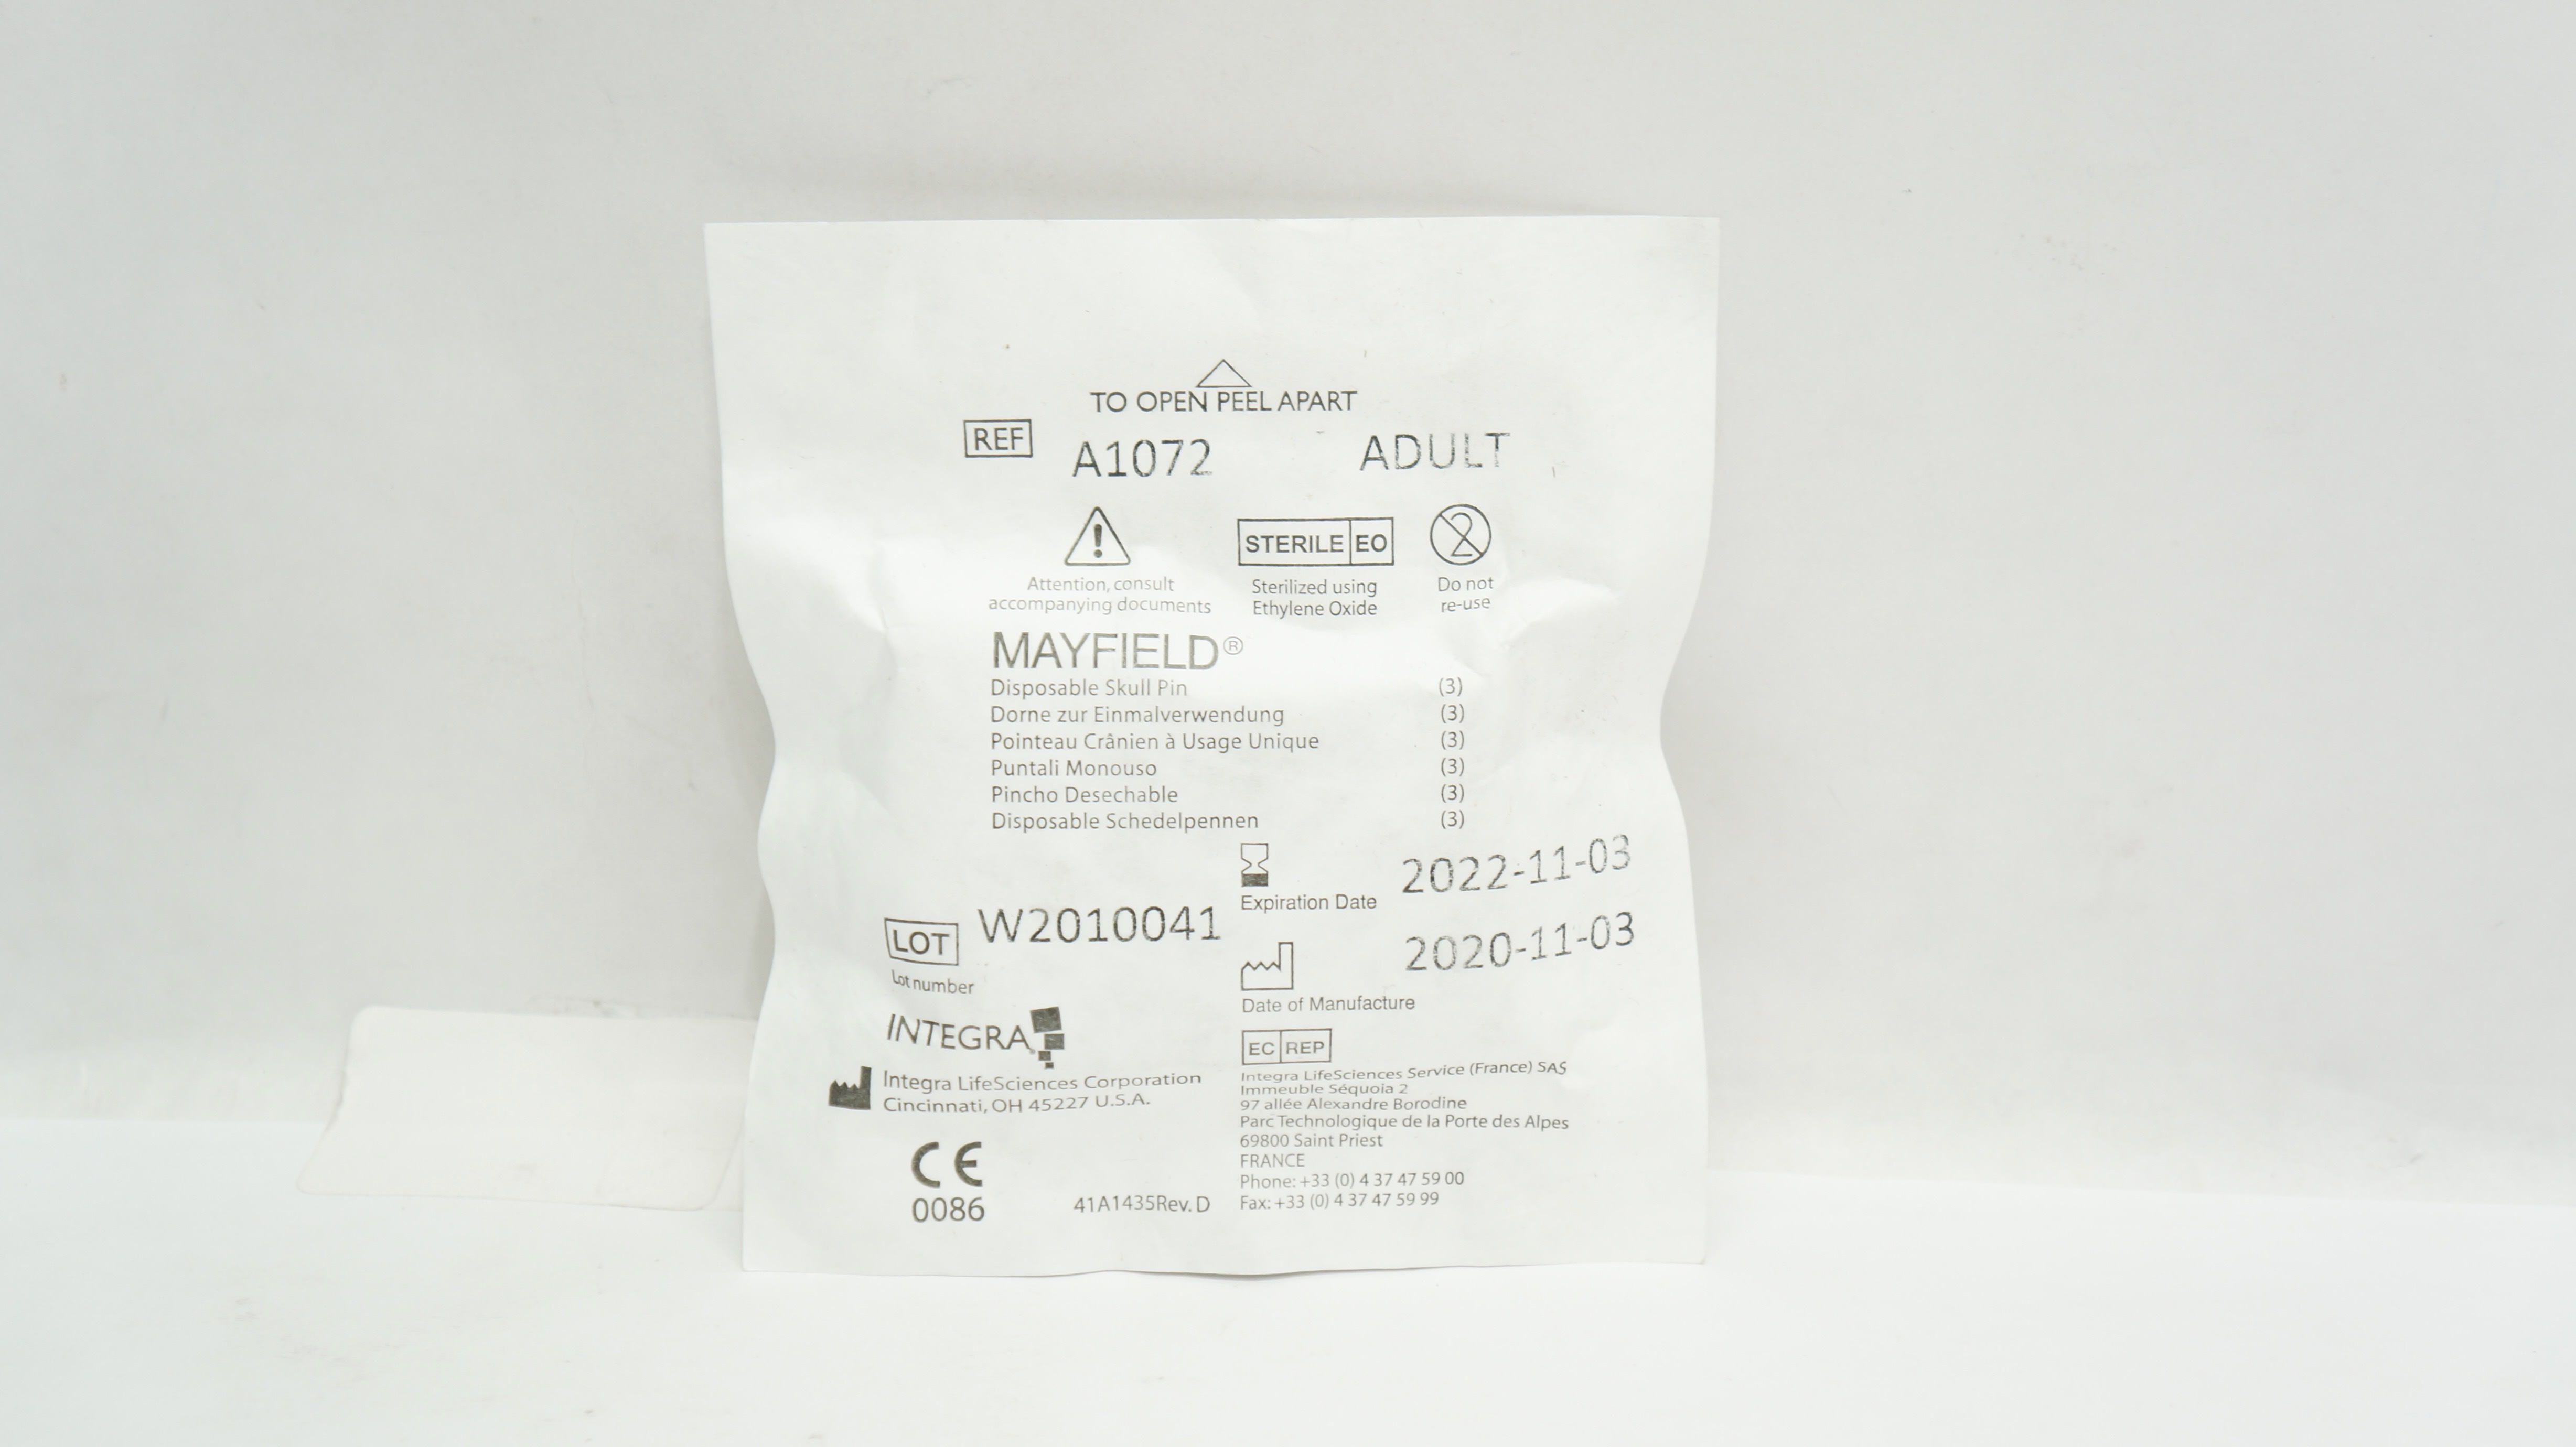 TO OPEN PEEL APART
REF A1072 ADULT
!
STERILE EO
2
Attention, consult
accompanying documents
Sterilized using
Ethylene Oxide
Do not
re-use
MAYFIELD®
Disposable Skull Pin (3)
Dorne zur Einmalverwendung (3)
Pointeau Crânien à Usage Unique (3)
Puntali Monouso (3)
Pincho Desechable (3)
Disposable Schedelpennen (3)
2022-11-03
Expiration Date
LOT W2010041
Lot number
2020-11-03
Date of Manufacture
INTEGRA
Integra LifeSciences Corporation
Cincinnati, OH 45227 U.S.A.
CE
0086
41A1435Rev. D
EC REP
Integra LifeSciences Service (France) SAS
Immeuble Séquoia 2
97 allée Alexandre Borodine
Parc Technologique de la Porte des Alpes
69800 Saint Priest
FRANCE
Phone: +33 (0) 4 37 47 59 00
Fax: +33 (0) 4 37 47 59 99